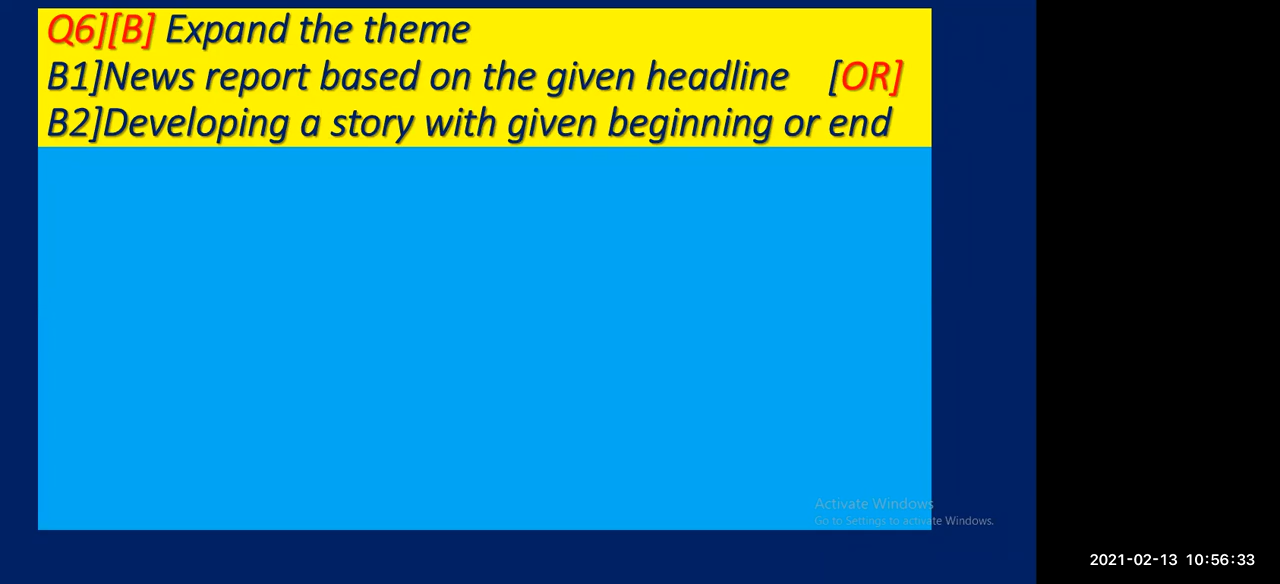 Q6][B] Expand the theme
B1]News report based on the given headline [OR]
B2]Developing a story with given beginning or end
Activate Windows
Go to Settings to activate Windows.
2021-02-13 10:56:33